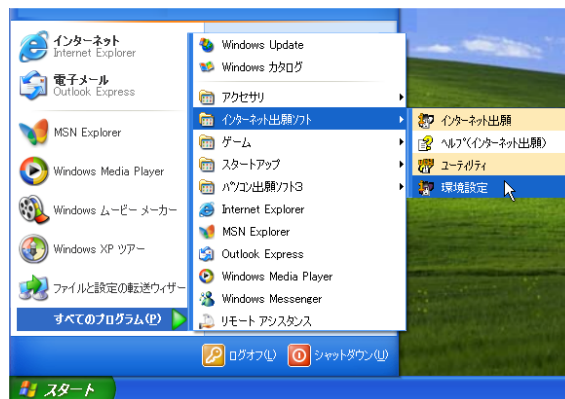 インターネット
Internet Explorer
電子メール
Outlook Express
MSN Explorer
Windows Media Player
Windows ムービー メーカー
Windows XP ツアー
ファイルと設定の転送ウィザー
すべてのプログラム(P)
Windows Update
Windows カタログ
アクセサリ
インターネット出願ソフト
ゲーム
スタートアップ
パソコン出願ソフト3
Internet Explorer
MSN Explorer
Outlook Express
Windows Media Player
Windows Messenger
リモート アシスタンス
インターネット出願
ヘルプ(インターネット出願)
ユーティリティ
環境設定
ログオフ(L)
シャットダウン(U)
スタート